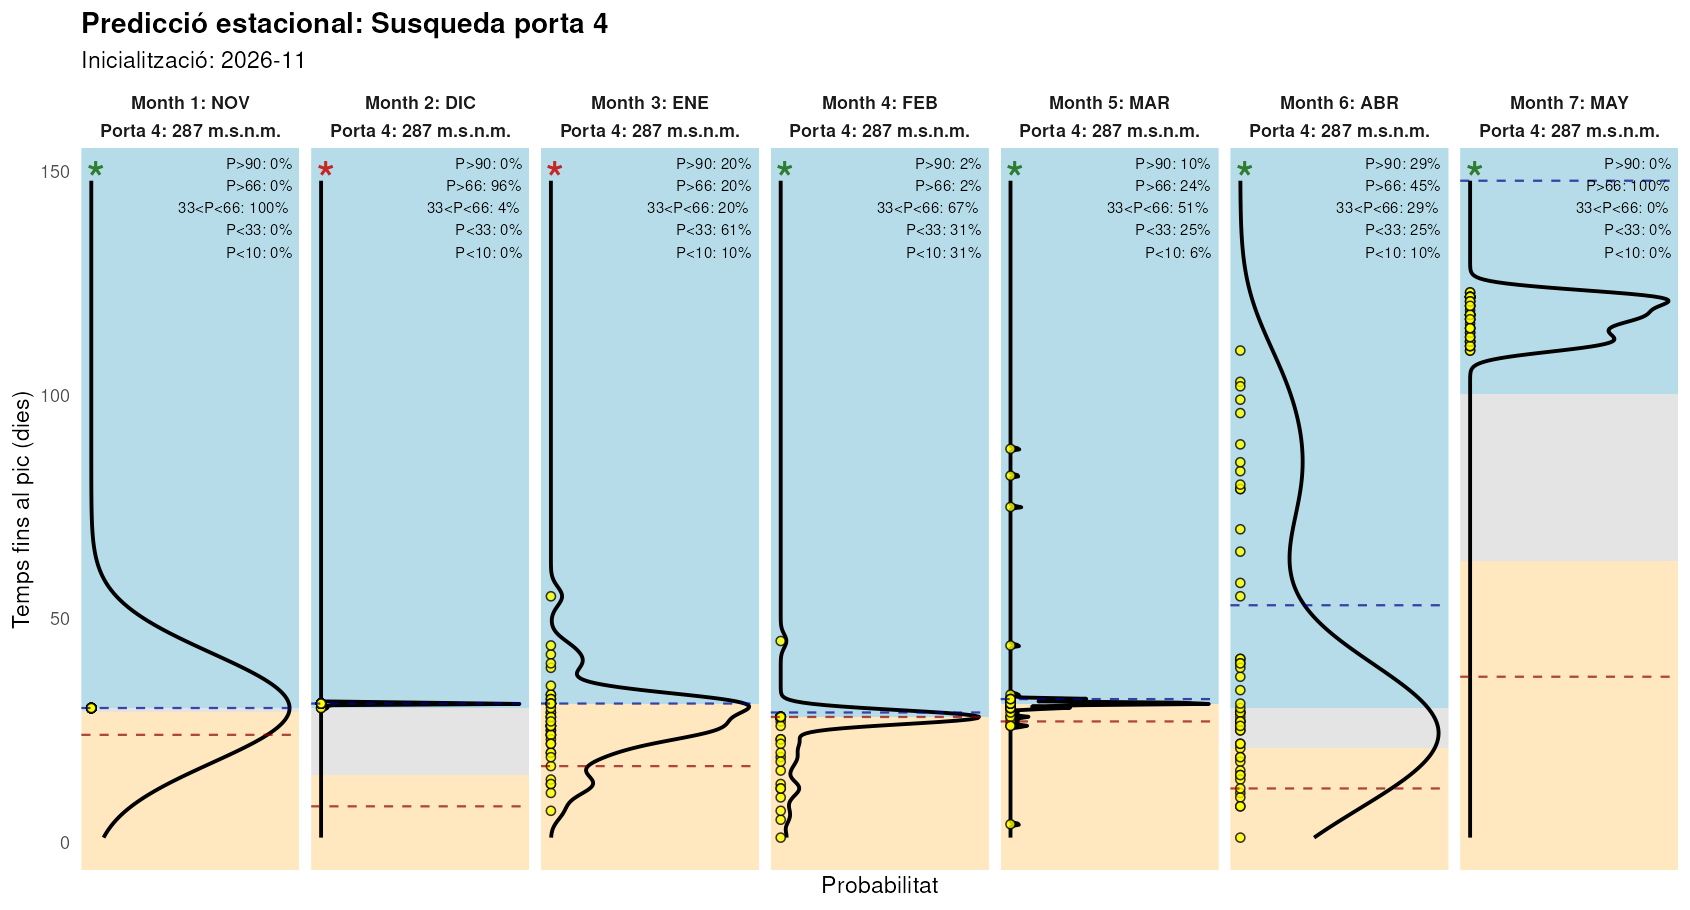 Predicció estacional: Susqueda porta 4
Inicialització: 2026-11
Month 1: NOV
Porta 4: 287 m.s.n.m.
Month 2: DIC
Porta 4: 287 m.s.n.m.
Month 3: ENE
Porta 4: 287 m.s.n.m.
Month 4: FEB
Porta 4: 287 m.s.n.m.
Month 5: MAR
Porta 4: 287 m.s.n.m.
Month 6: ABR
Porta 4: 287 m.s.n.m.
Month 7: MAY
Porta 4: 287 m.s.n.m.
Temps fins al pic (dies)
150
100
50
0
P>90: 0%
P>66: 0%
33<P<66: 100%
P<33: 0%
P<10: 0%
P>90: 0%
P>66: 96%
33<P<66: 4%
P<33: 0%
P<10: 0%
P>90: 20%
P>66: 20%
33<P<66: 20%
P<33: 61%
P<10: 10%
P>90: 2%
P>66: 2%
33<P<66: 67%
P<33: 31%
P<10: 31%
P>90: 10%
P>66: 24%
33<P<66: 51%
P<33: 25%
P<10: 6%
P>90: 29%
P>66: 45%
33<P<66: 29%
P<33: 25%
P<10: 10%
P>90: 0%
P>66: 100%
33<P<66: 0%
P<33: 0%
P<10: 0%
Probabilitat